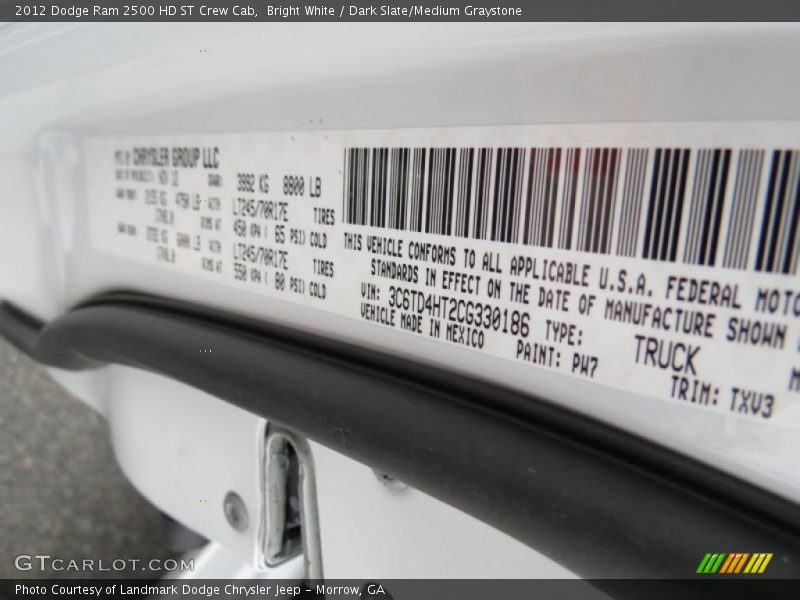 2012 Dodge Ram 2500 HD ST Crew Cab, Bright White / Dark Slate/Medium Graystone
CHRYSLER GROUP LLC
3992 KG 8800 LB
LT245/70R17E TIRES
450 KPA ( 65 PSI) COLD
LT245/70R17E TIRES
550 KPA ( 80 PSI) COLD
THIS VEHICLE CONFORMS TO ALL APPLICABLE U.S.A. FEDERAL
STANDARDS IN EFFECT ON THE DATE OF MANUFACTURE SHOWN
VIN: 3C6TD4HT2CG330186 TYPE: TRUCK
VEHICLE MADE IN MEXICO PAINT: PW7
TRIM: TXV3
GTCARLOT.COM
Photo Courtesy of Landmark Dodge Chrysler Jeep - Morrow, GA